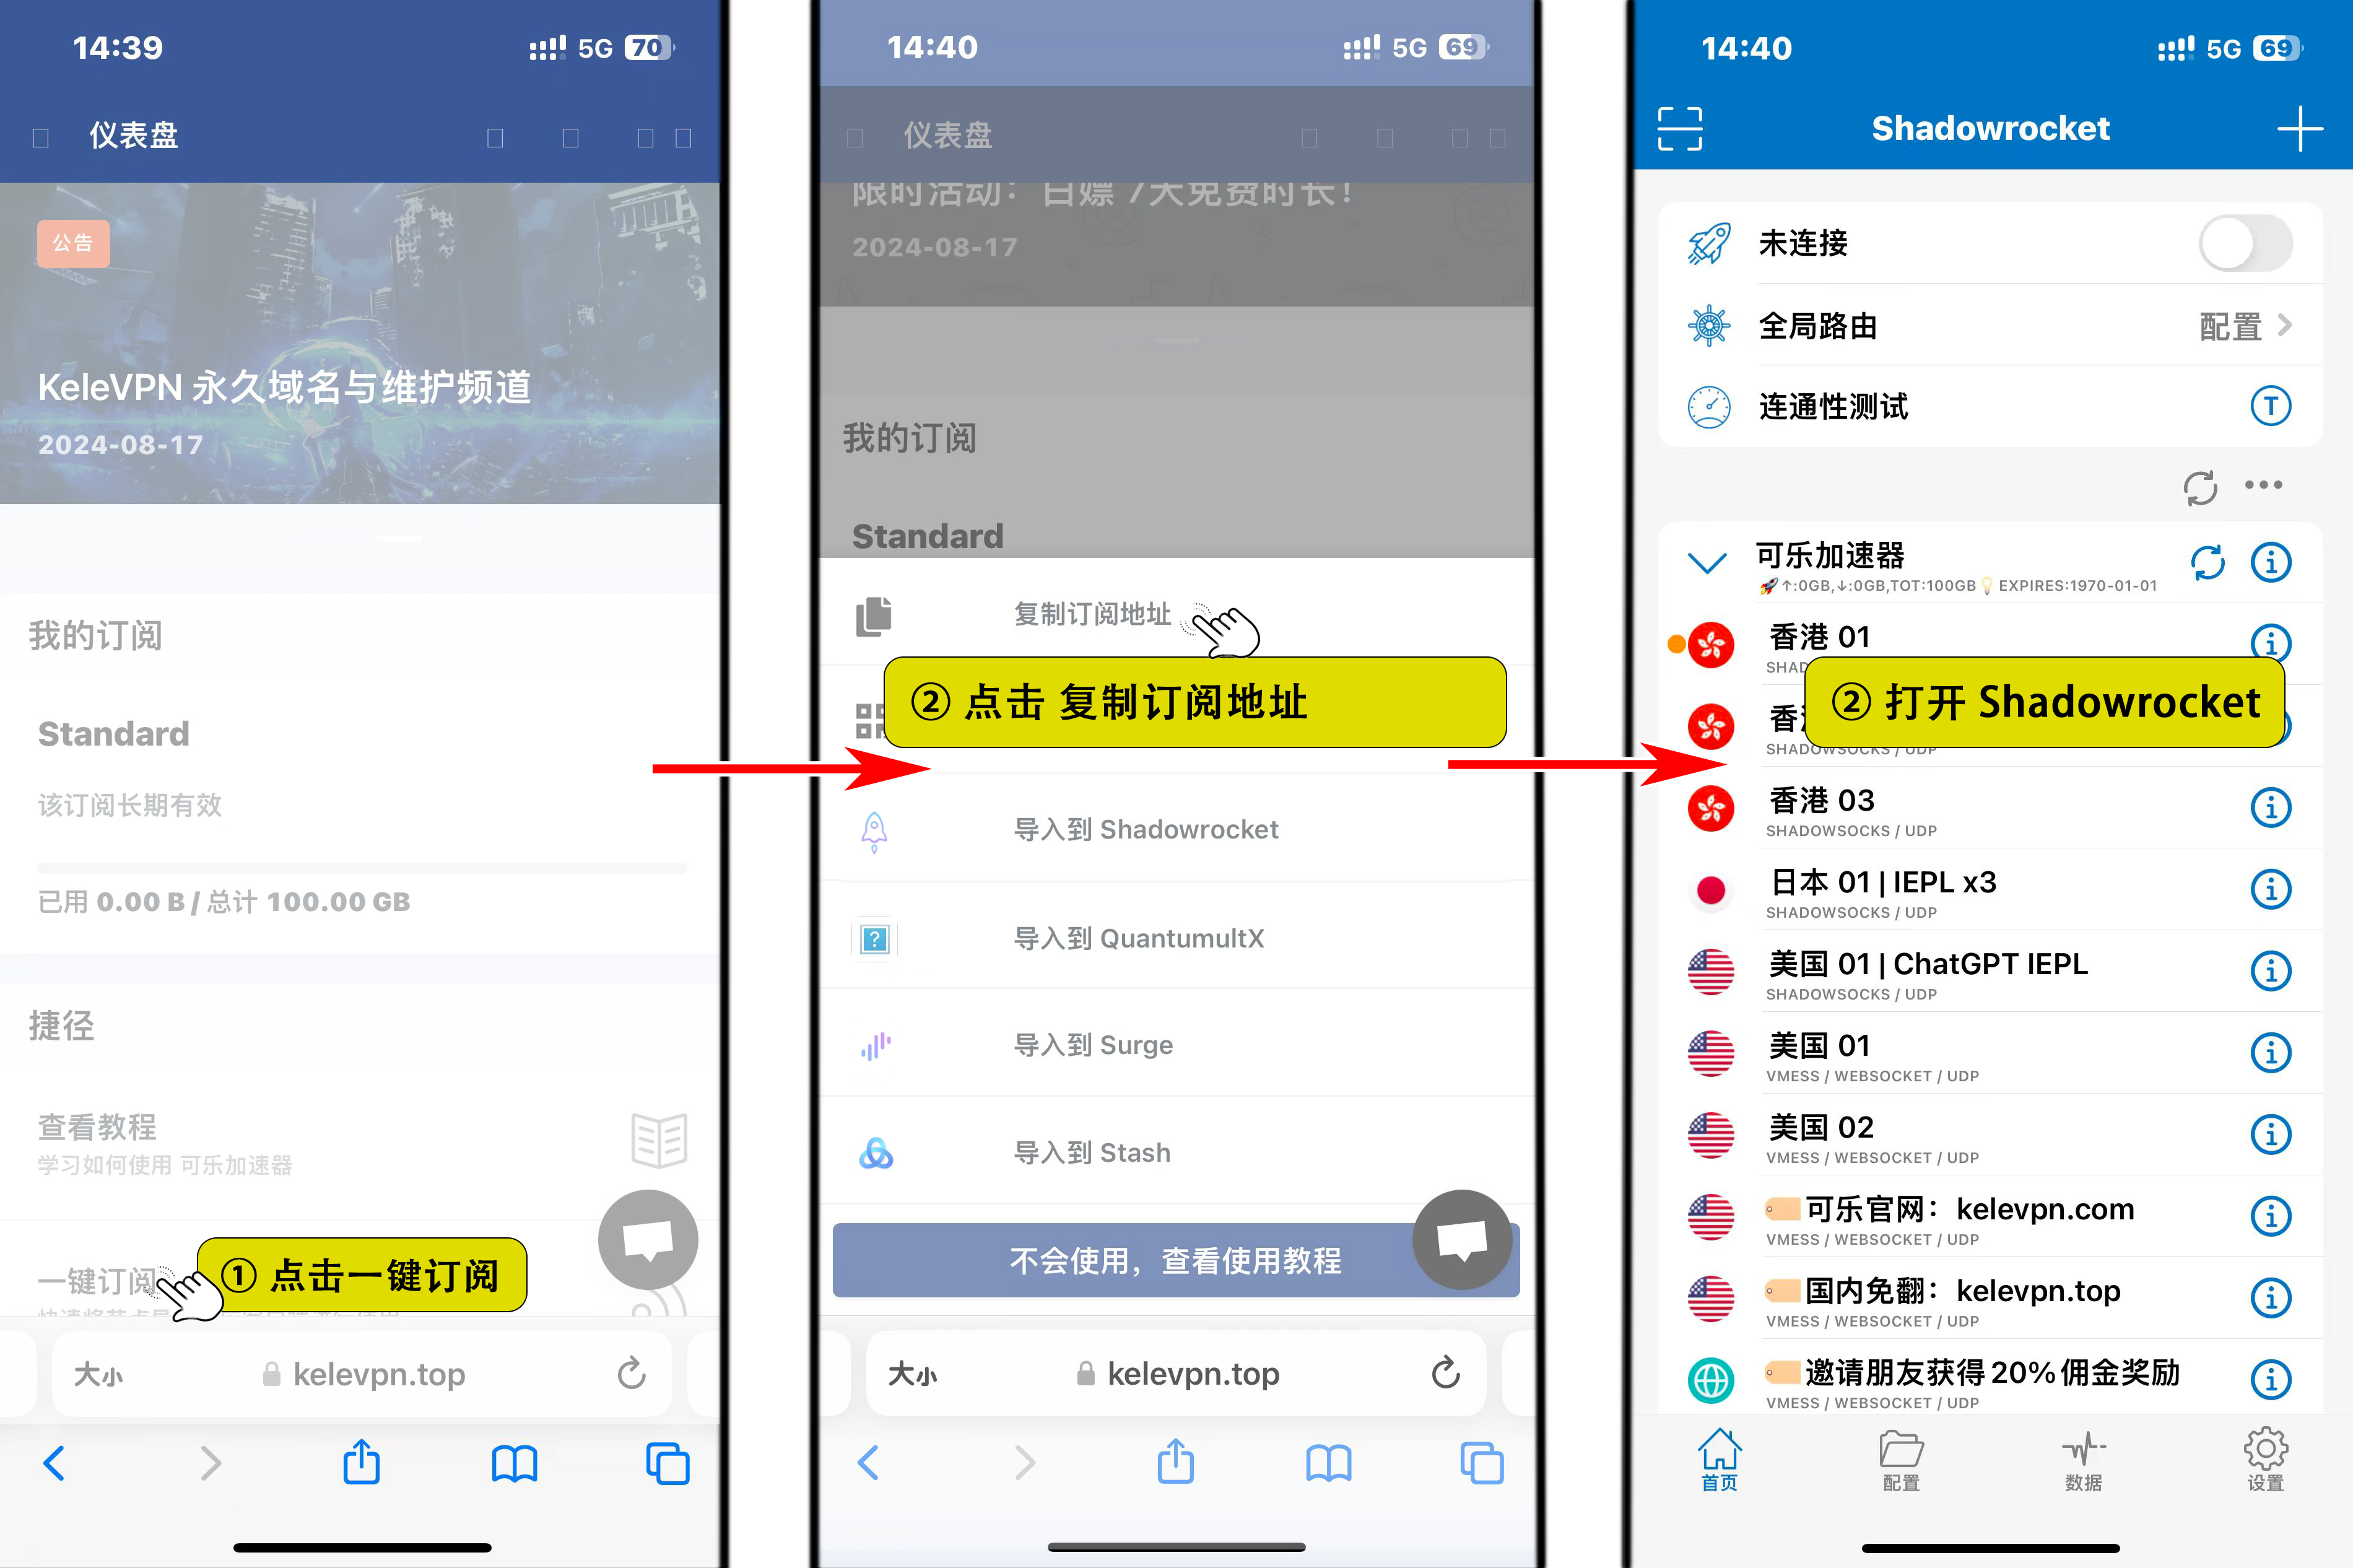 14:39
5G 70
仪表盘
公告
KeleVPN 永久域名与维护频道
2024-08-17
我的订阅
Standard
该订阅长期有效
已用 0.00 B / 总计 100.00 GB
捷径
查看教程
学习如何使用 可乐加速器
一键订阅
① 点击一键订阅
大小
kelevpn.top
14:40
5G 69
仪表盘
限时活动：白嫖 7天免费时长！
2024-08-17
我的订阅
Standard
复制订阅地址
② 点击 复制订阅地址
导入到 Shadowrocket
导入到 QuantumultX
导入到 Surge
导入到 Stash
不会使用，查看使用教程
大小
kelevpn.top
14:40
5G 69
Shadowrocket
未连接
全局路由
配置
连通性测试
T
可乐加速器
↑:0GB,↓:0GB,TOT:100GB EXPIRES:1970-01-01
香港 01
② 打开 Shadowrocket
SHADOWSOCKS / UDP
香港 03
SHADOWSOCKS / UDP
日本 01 | IEPL x3
SHADOWSOCKS / UDP
美国 01 | ChatGPT IEPL
SHADOWSOCKS / UDP
美国 01
VMESS / WEBSOCKET / UDP
美国 02
VMESS / WEBSOCKET / UDP
可乐官网：kelevpn.com
VMESS / WEBSOCKET / UDP
国内免翻：kelevpn.top
VMESS / WEBSOCKET / UDP
邀请朋友获得 20% 佣金奖励
VMESS / WEBSOCKET / UDP
首页
配置
数据
设置